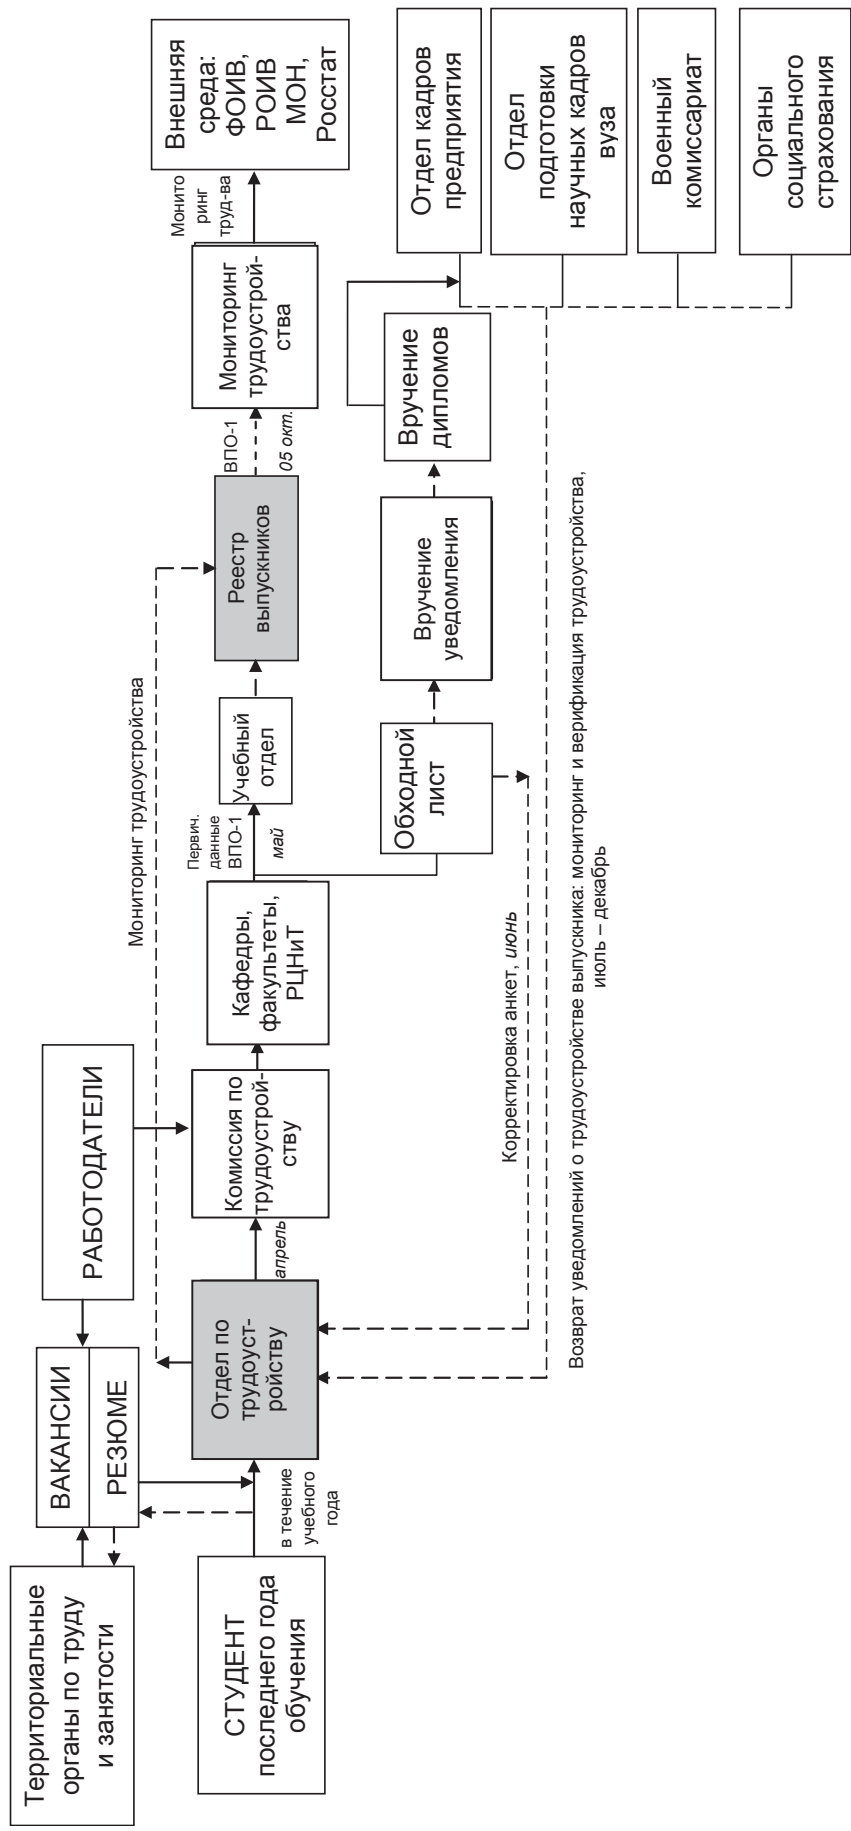 Территориальные
органы по труду
и занятости
ВАКАНСИИ
РЕЗЮМЕ
РАБОТОДАТЕЛИ
СТУДЕНТ
последнего года
обучения
в течение
учебного
года
Отдел по
трудоуст-
ройству
апрель
Комиссия по
трудоустрой-
ству
Кафедры,
факультеты,
РЦНиТ
Мониторинг трудоустройства
Первич.
данные
ВПО-1
май
Учебный
отдел
Реестр
выпускников
ВПО-1
05 окт.
Мониторинг
трудоустрой-
ства
Монито
ринг
труд-ва
Внешняя
среда:
ФОИВ,
РОИВ
МОН,
Росстат
Обходной
лист
Вручение
уведомления
Вручение
дипломов
Отдел кадров
предприятия
Отдел
подготовки
научных кадров
вуза
Военный
комиссариат
Органы
социального
страхования
Корректировка анкет, июнь
Возврат уведомлений о трудоустройстве выпускника: мониторинг и верификация трудоустройства,
июль – декабрь